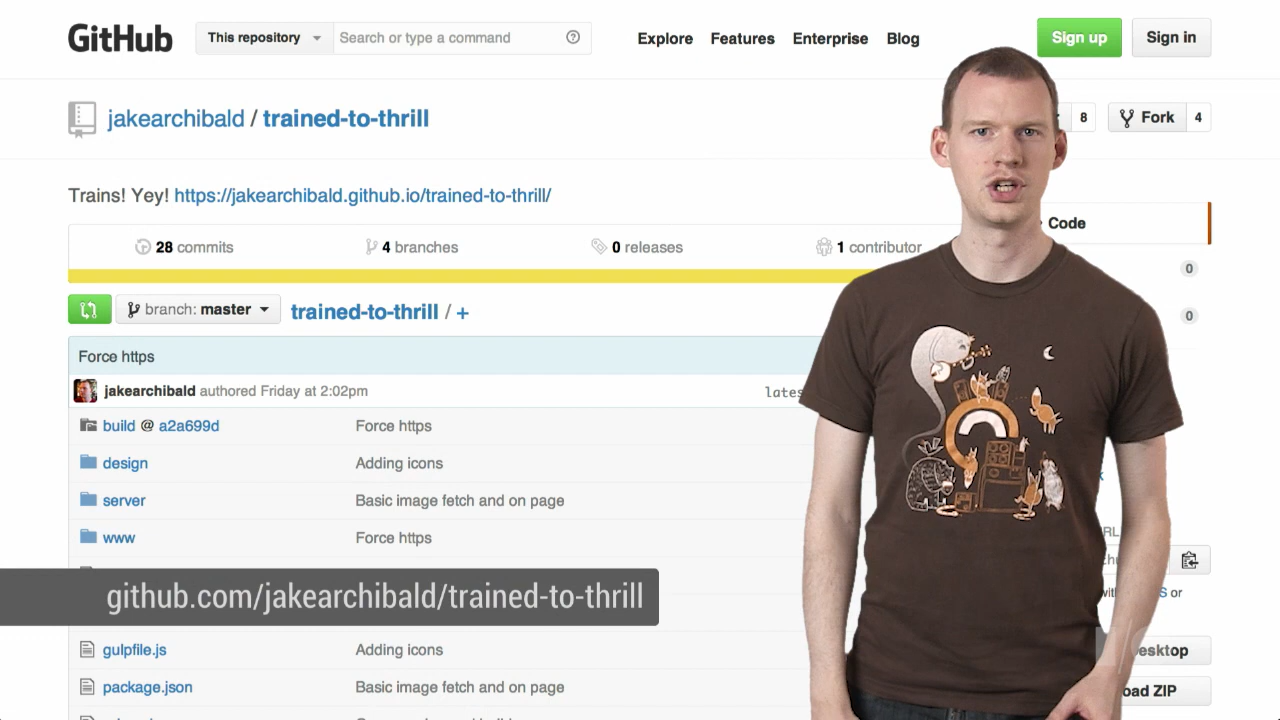 GitHub This repository Search or type a command Explore Features Enterprise Blog Sign up Sign in
jakearchibald / trained-to-thrill 8 Fork 4
Trains! Yey! https://jakearchibald.github.io/trained-to-thrill/
Code
28 commits 4 branches 0 releases 1 contributor
0
branch: master trained-to-thrill / +
0
Force https
jakearchibald authored Friday at 2:02pm
build @ a2a699d Force https
design Adding icons
server Basic image fetch and on page
www Force https
github.com/jakearchibald/trained-to-thrill
or
gulpfile.js Adding icons
package.json Basic image fetch and on page
ZIP